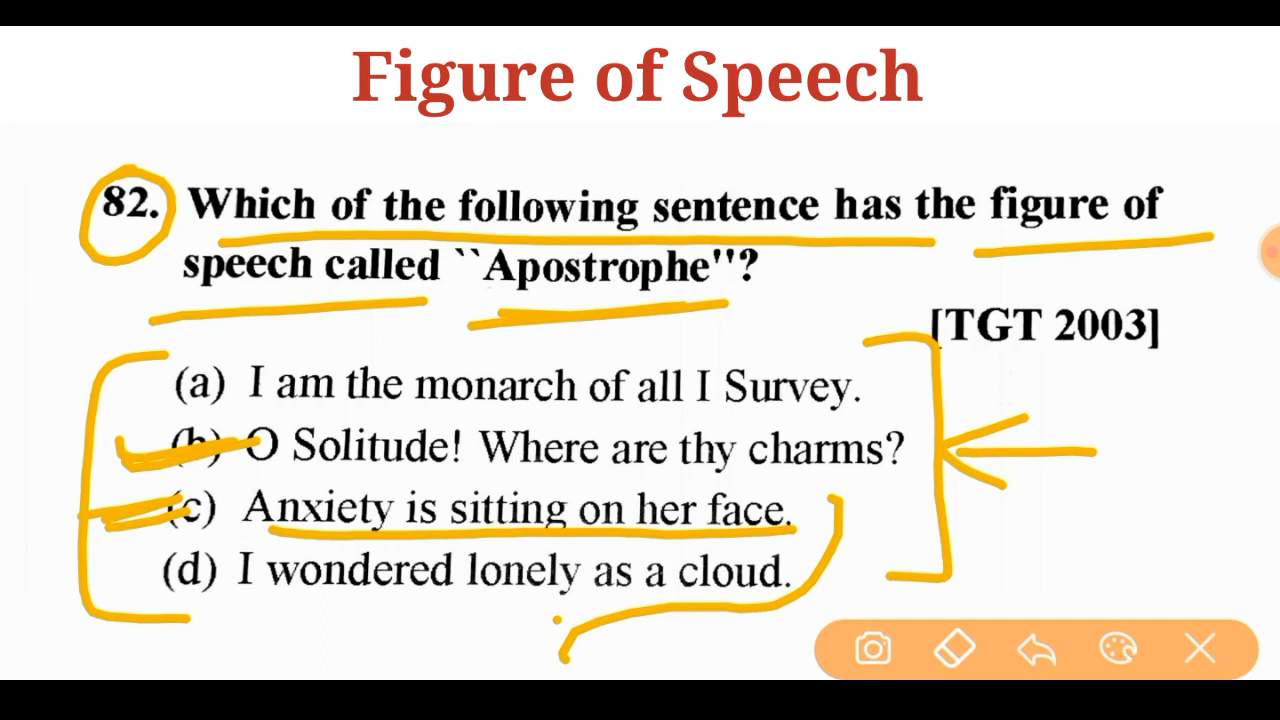 Figure of Speech
82. Which of the following sentence has the figure of
speech called ``Apostrophe''?
[TGT 2003]
(a) I am the monarch of all I Survey.
(b) O Solitude! Where are thy charms?
(c) Anxiety is sitting on her face.
(d) I wondered lonely as a cloud.